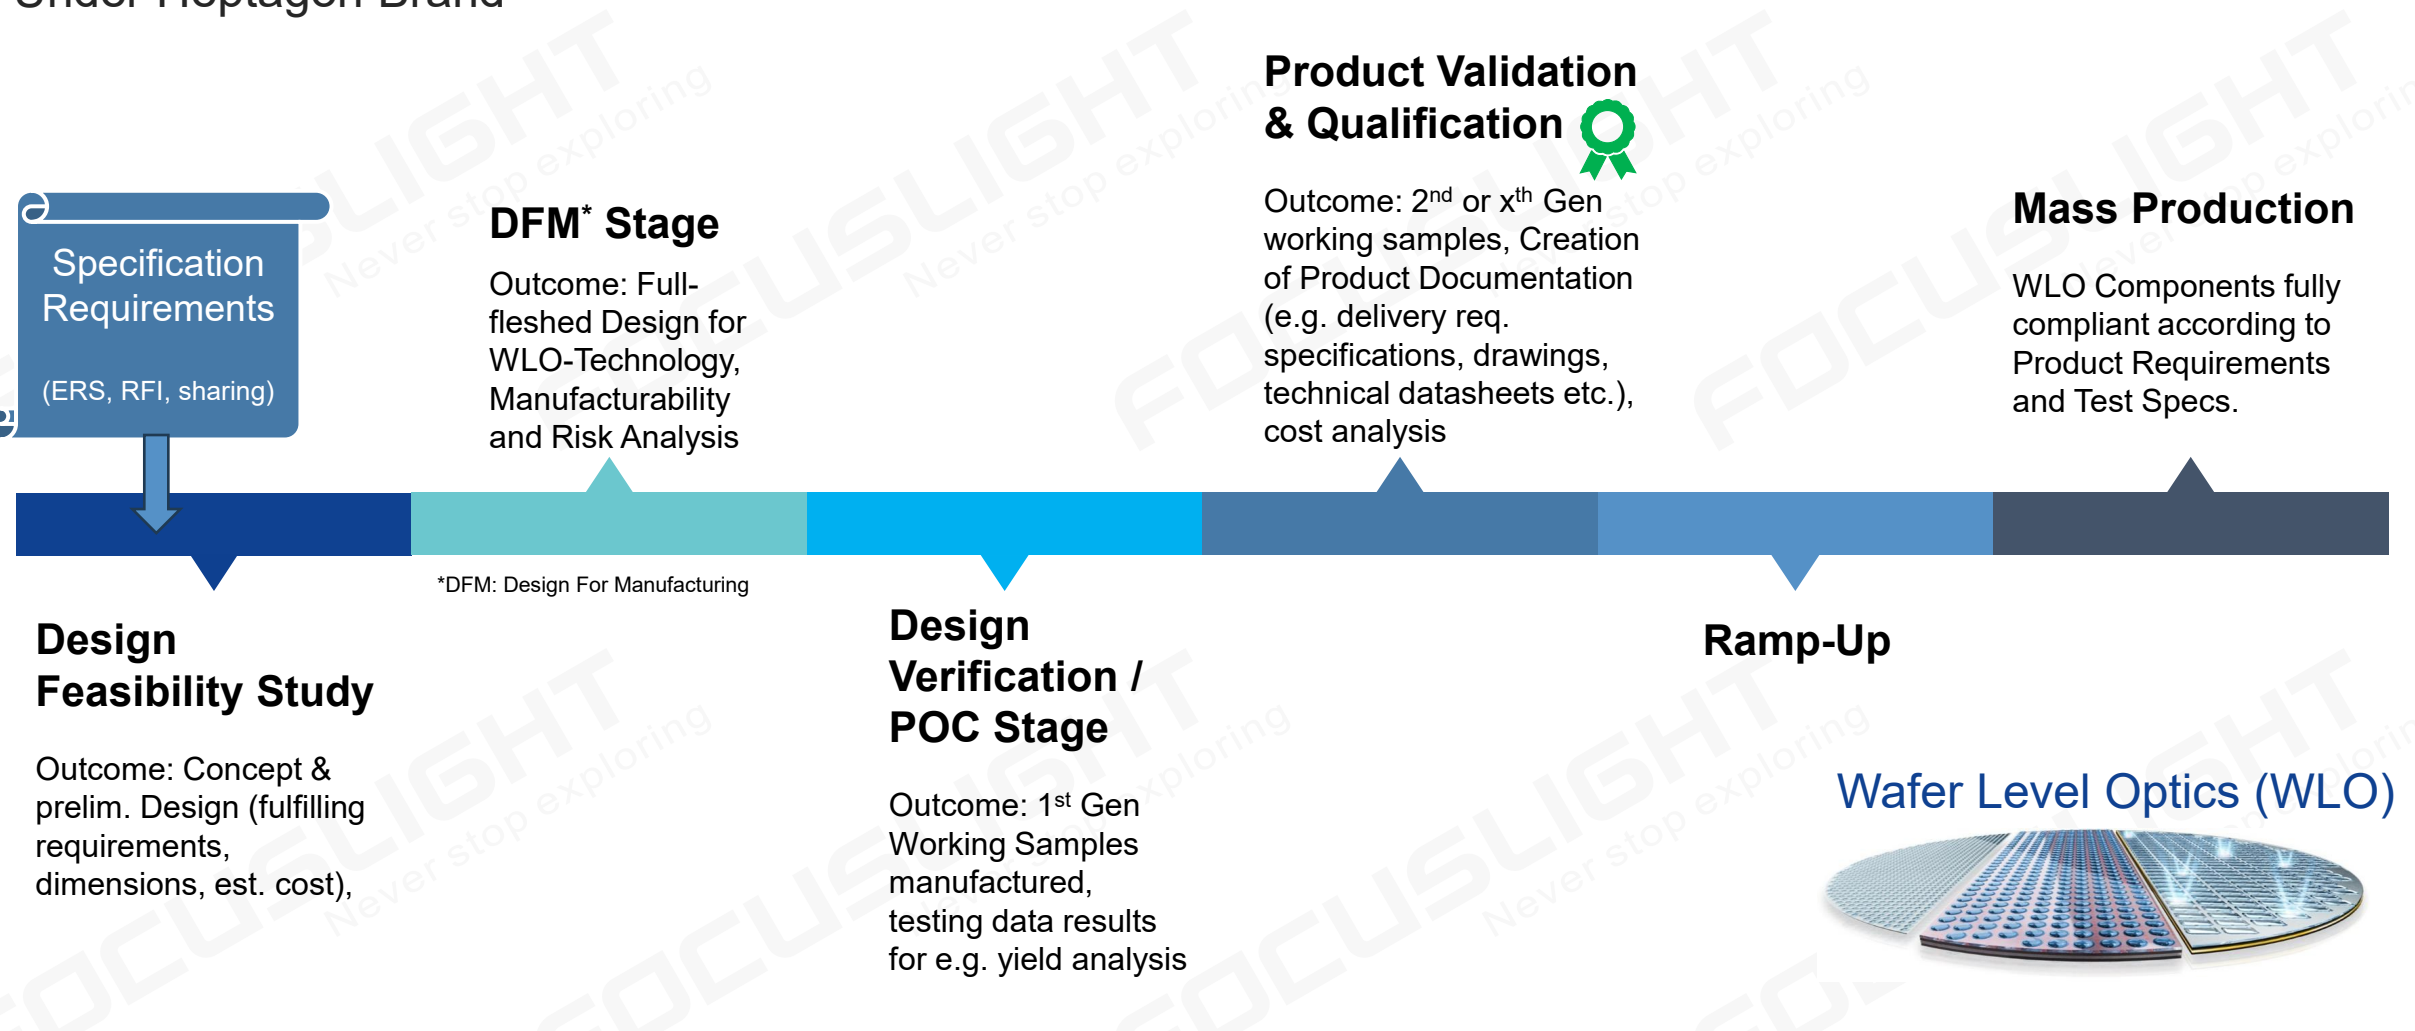 Under Heptagon Brand
Specification
Requirements
(ERS, RFI, sharing)
DFM* Stage
Outcome: Full-
fleshed Design for
WLO-Technology,
Manufacturability
and Risk Analysis
Product Validation
& Qualification
Outcome: 2nd or xth Gen
working samples, Creation
of Product Documentation
(e.g. delivery req.
specifications, drawings,
technical datasheets etc.),
cost analysis
Mass Production
WLO Components fully
compliant according to
Product Requirements
and Test Specs.
*DFM: Design For Manufacturing
Design
Feasibility Study
Outcome: Concept &
prelim. Design (fulfilling
requirements,
dimensions, est. cost),
Design
Verification /
POC Stage
Outcome: 1st Gen
Working Samples
manufactured,
testing data results
for e.g. yield analysis
Ramp-Up
Wafer Level Optics (WLO)
FOCUSLIGHT
Never stop exploring